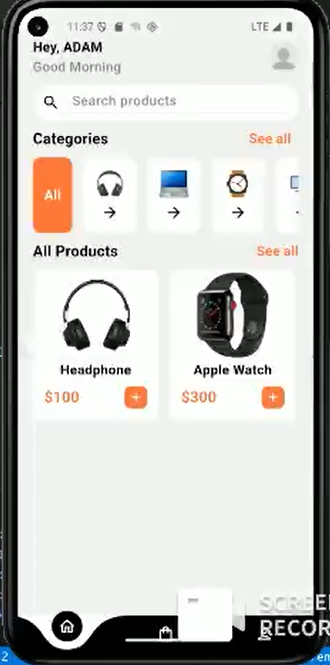 11:37 LTE
Hey, ADAM
Good Morning
Search products
Categories See all
All
All Products See all
Headphone Apple Watch
$100 + $300 +
SCREE
RECOR
2